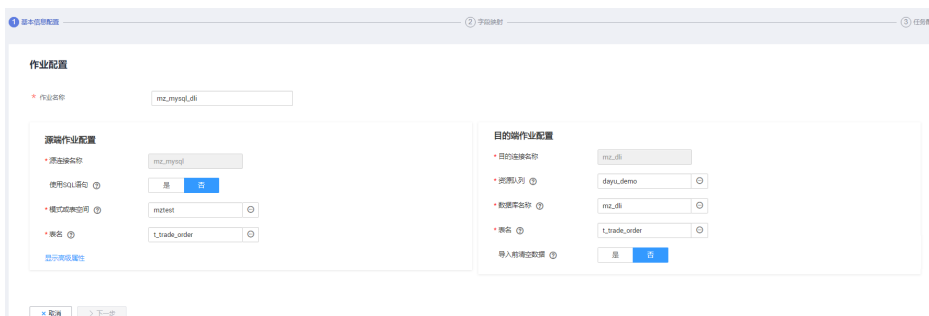 1 基本信息配置 2 字段映射 3 任务配
作业配置
* 作业名称 mz_mysql_dli
源端作业配置
* 源连接名称 mz_mysql
使用SQL语句 ? 是 否
* 模式或表空间 ? mztest
* 表名 ? t_trade_order
显示高级属性
目的端作业配置
* 目的连接名称 mz_dli
* 资源队列 ? dayu_demo
* 数据库名称 ? mz_dli
* 表名 ? t_trade_order
导入前清空数据 ? 是 否
× 取消 > 下一步